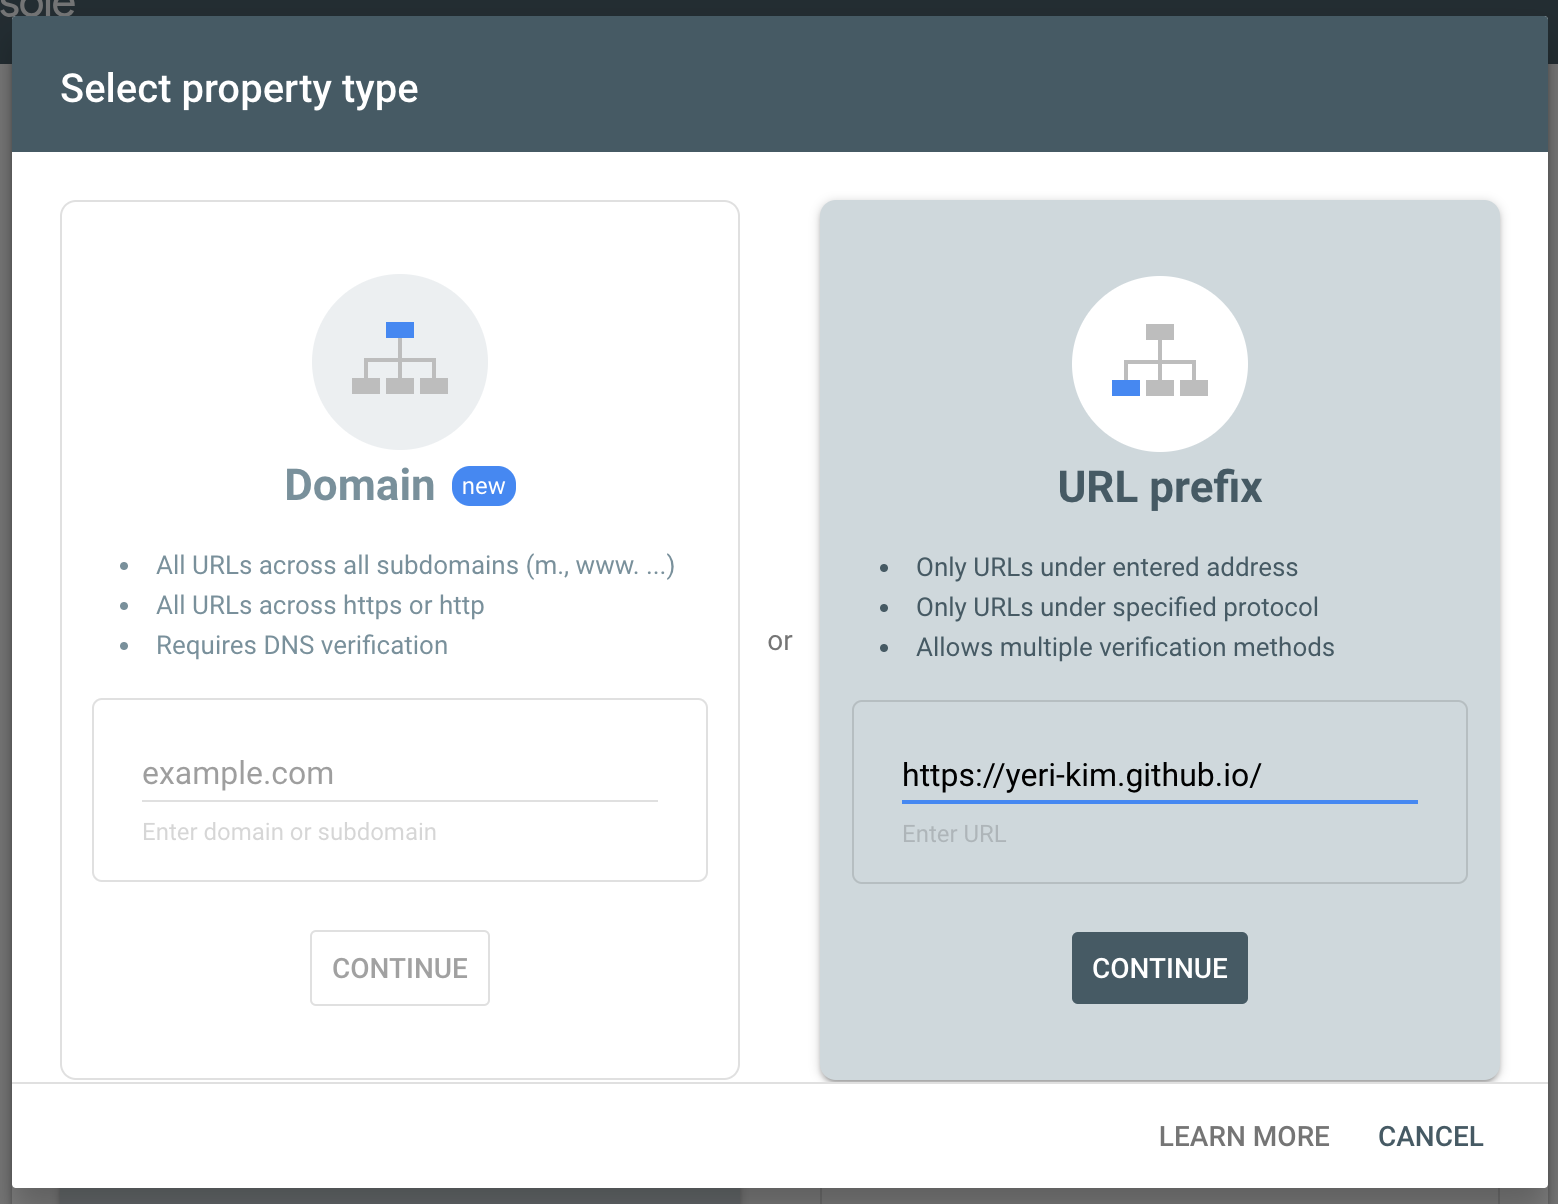 sole
Select property type
Domain new
All URLs across all subdomains (m., www. ...)
All URLs across https or http
Requires DNS verification
example.com
Enter domain or subdomain
CONTINUE
or
URL prefix
Only URLs under entered address
Only URLs under specified protocol
Allows multiple verification methods
https://yeri-kim.github.io/
Enter URL
CONTINUE
LEARN MORE CANCEL